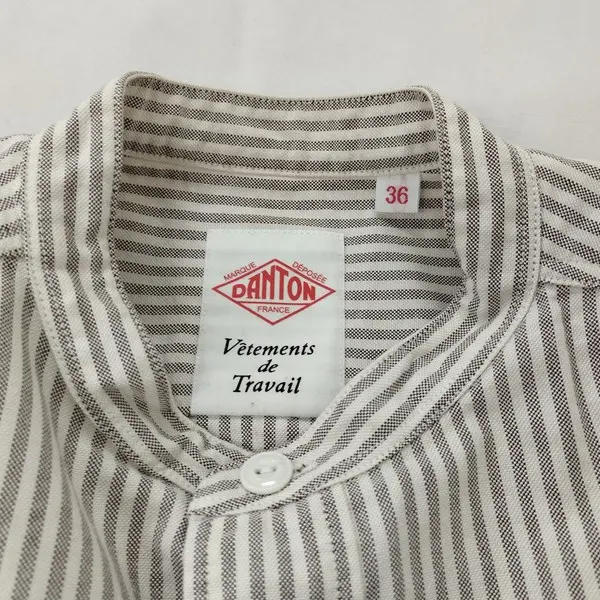 36
MARQUE DÉPOSÉE
DANTON
FRANCE
Vêtements
de
Travail